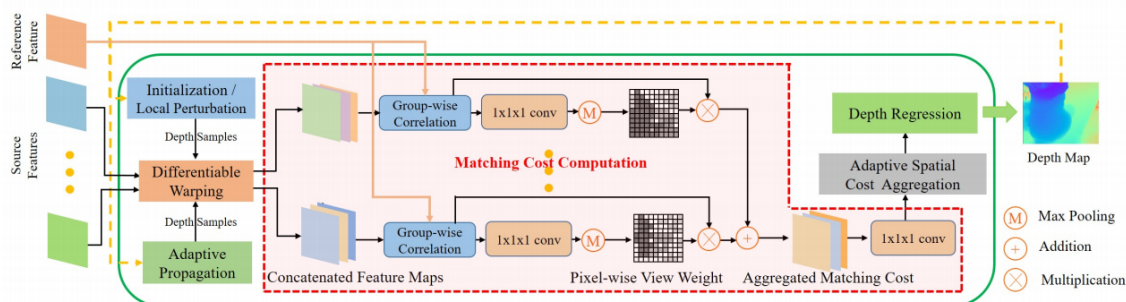 Reference
Feature
Source
Features
Initialization /
Local Perturbation
Depth Samples
Differentiable
Warping
Depth Samples
Adaptive
Propagation
Group-wise
Correlation
1x1x1 conv
M
Matching Cost Computation
Group-wise
Correlation
1x1x1 conv
M
Concatenated Feature Maps
Pixel-wise View Weight
Aggregated Matching Cost
1x1x1 conv
Adaptive Spatial
Cost Aggregation
Depth Regression
Depth Map
M Max Pooling
+ Addition
× Multiplication